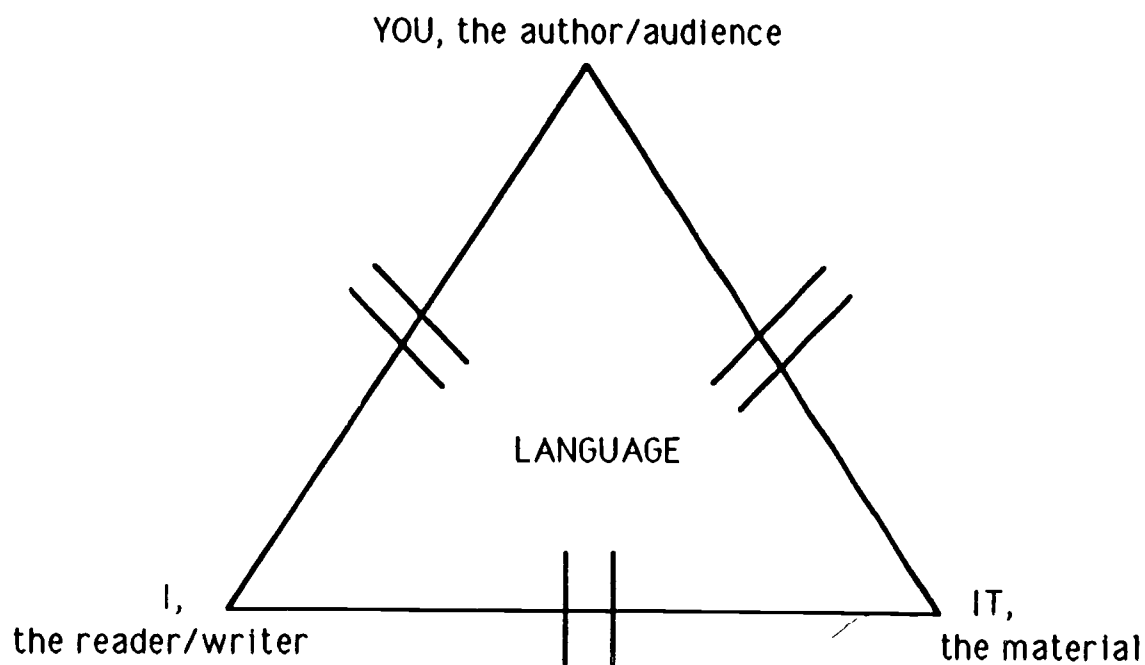 YOU, the author/audience
LANGUAGE
I,
the reader/writer
IT,
the material